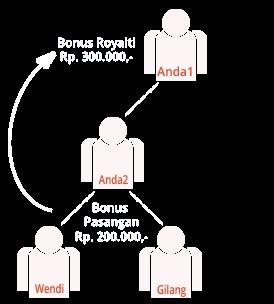 Bonus Royalti
Rp. 300.000,-
Anda1
Anda2
Bonus
Pasangan
Rp. 200.000,-
Wendi
Gilang